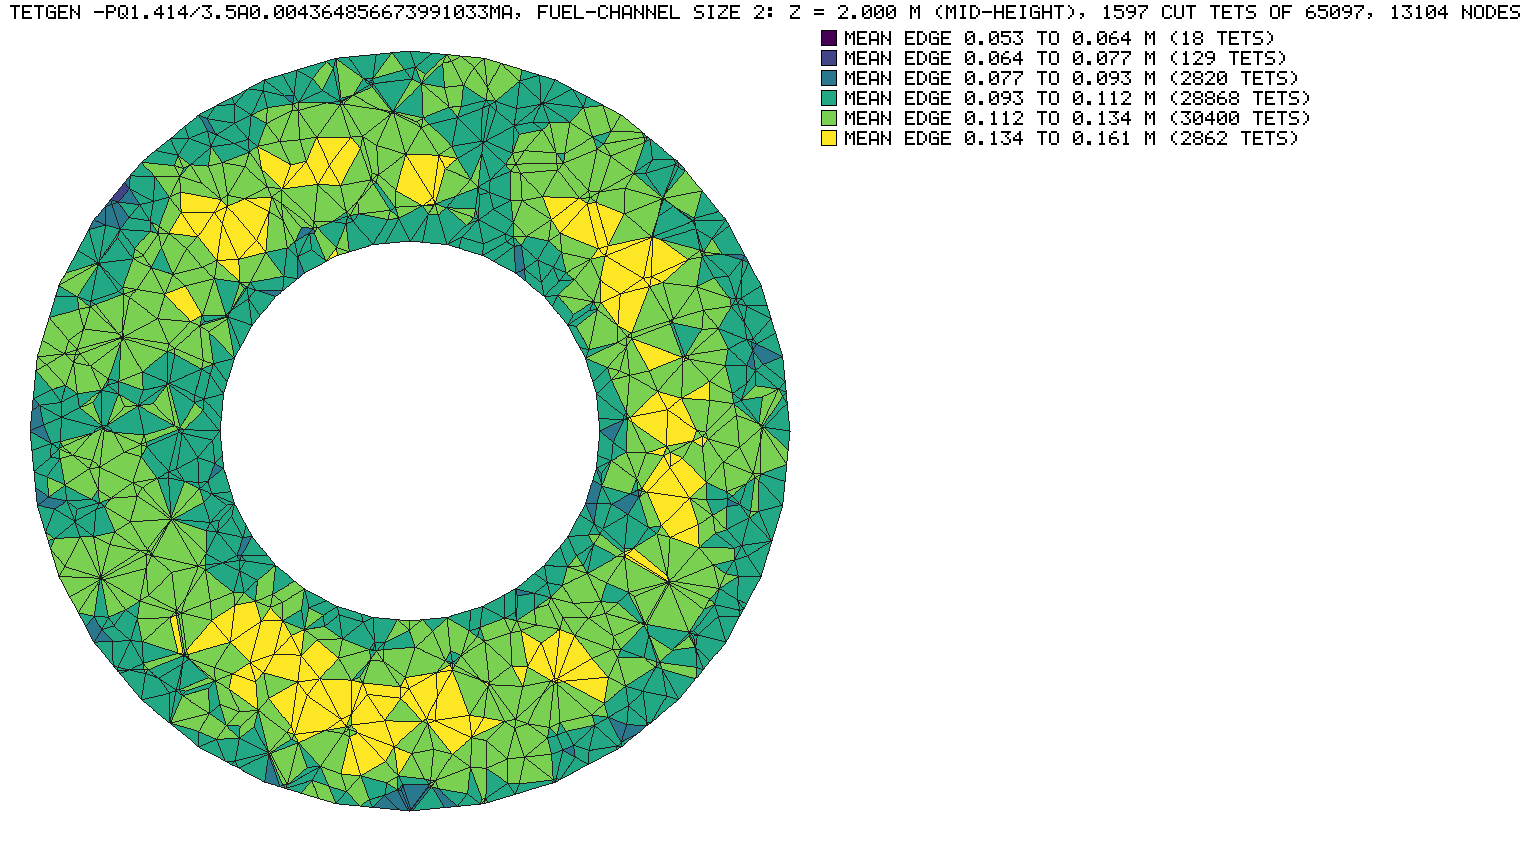 TETGEN -PQ1.414/3.5A0.004364856673991033MA, FUEL-CHANNEL SIZE 2: Z = 2.000 M (MID-HEIGHT), 1597 CUT TETS OF 65097, 13104 NODES
MEAN EDGE 0.053 TO 0.064 M (18 TETS)
MEAN EDGE 0.064 TO 0.077 M (129 TETS)
MEAN EDGE 0.077 TO 0.093 M (2820 TETS)
MEAN EDGE 0.093 TO 0.112 M (28868 TETS)
MEAN EDGE 0.112 TO 0.134 M (30400 TETS)
MEAN EDGE 0.134 TO 0.161 M (2862 TETS)